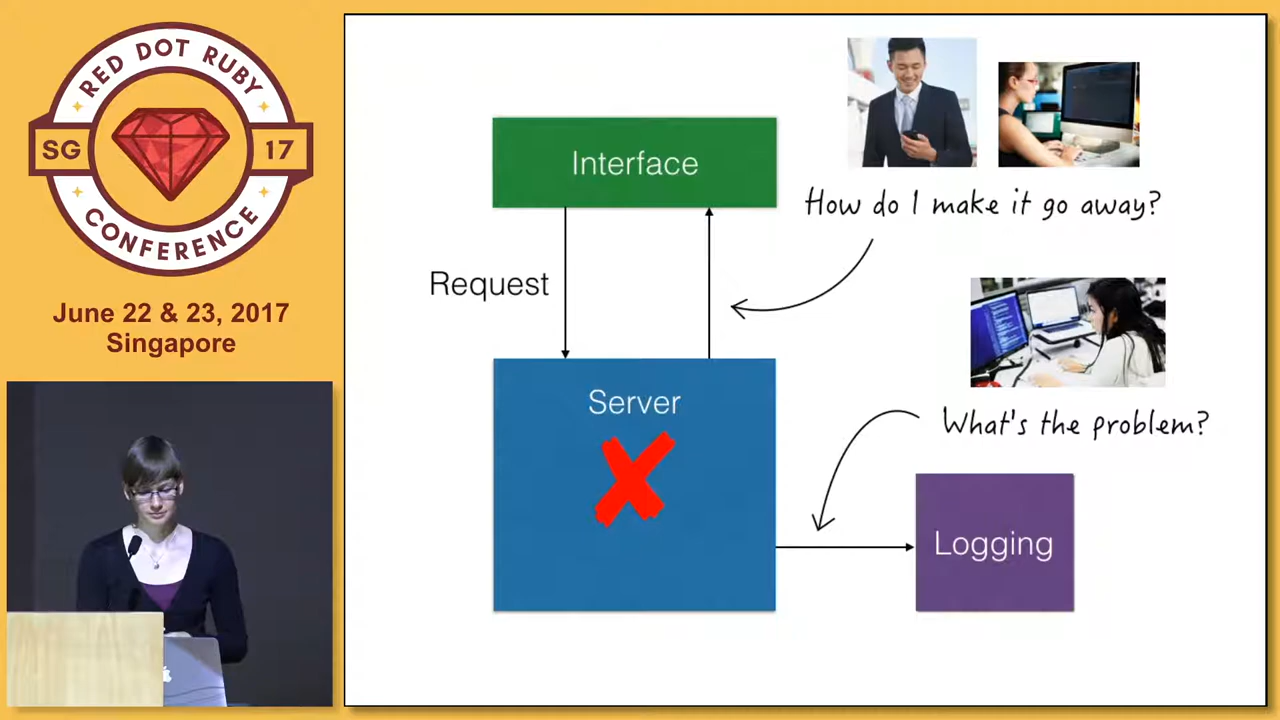 RED DOT RUBY
SG 17
CONFERENCE
June 22 & 23, 2017
Singapore
Interface
How do I make it go away?
Request
Server
What's the problem?
Logging